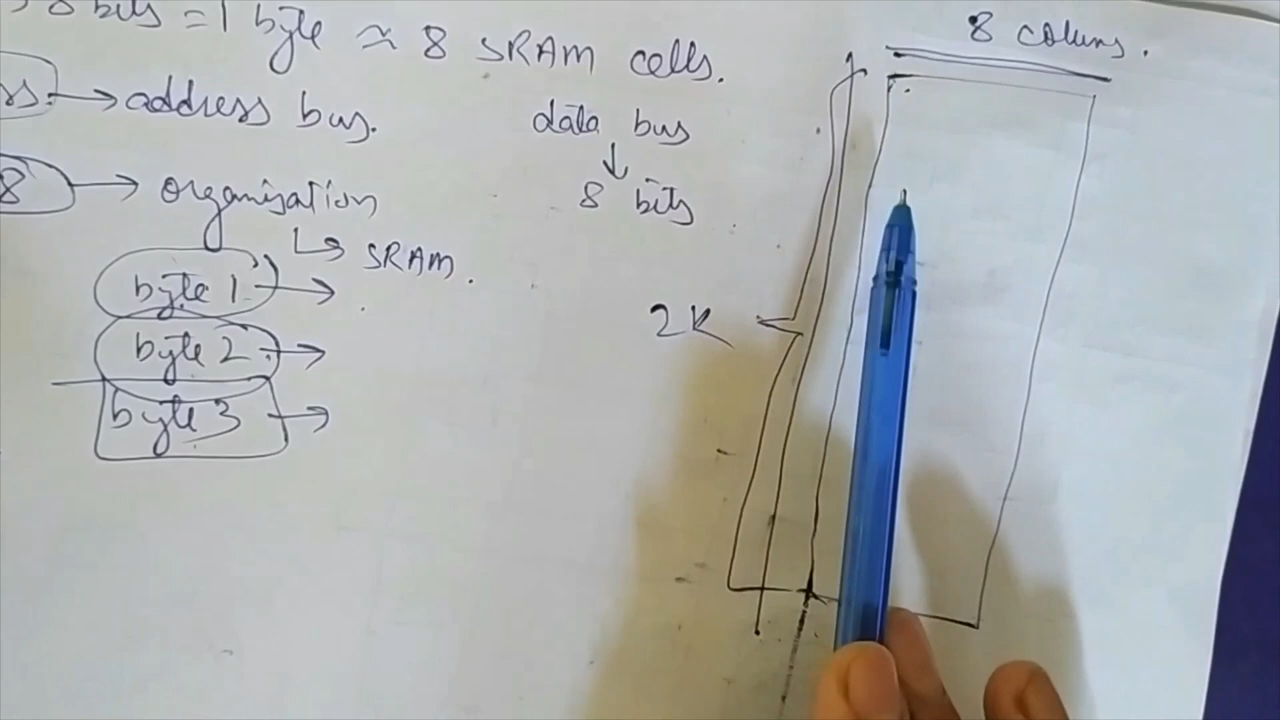 8 bits = 1 byte ≈ 8 SRAM cells.
→ address bus.
8 → organisation
↳ SRAM.
byte 1 →
byte 2 →
byte 3 →
data bus
↓
8 bits
8 colums.
2K